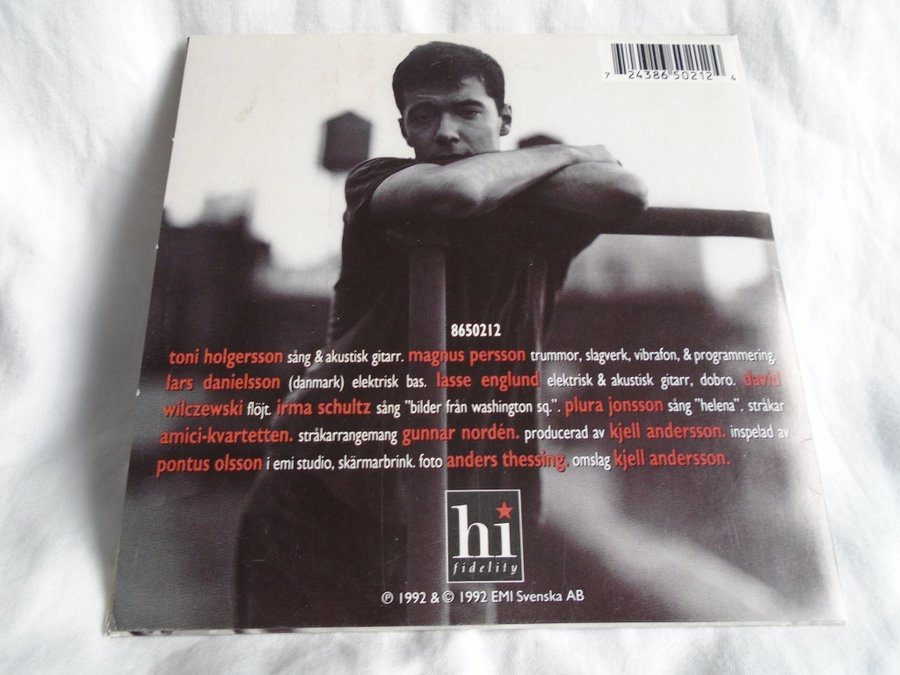 7 24386 50212 4
8650212
toni holgersson sång & akustisk gitarr. magnus persson trummor, slagverk, vibrafon, & programmering.
lars danielsson (danmark) elektrisk bas. lasse englund elektrisk & akustisk gitarr, dobro. david
wilczewski flöjt. irma schultz sång "bilder från washington sq.". plura jonsson sång "helena". stråkar
amici-kvartetten. stråkarrangemang gunnar nordén. producerad av kjell andersson. inspelad av
pontus olsson i emi studio, skärmarbrink. foto anders thessing. omslag kjell andersson.
hi
fidelity
℗ 1992 & © 1992 EMI Svenska AB